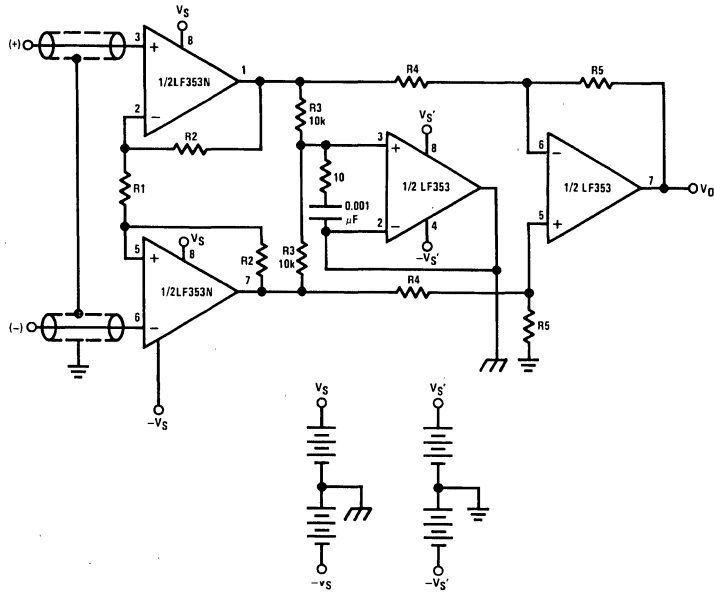 VS
8
(+)
3
+
1/2LF353N
1
R4
R5
2
−
R2
R3
10k
VS'
8
3
+
10
1/2 LF353
6
−
1/2 LF353
7
VO
R1
0.001
µF
2
−
4
−VS'
5
+
VS
8
5
+
R2
R3
10k
1/2LF353N
7
R4
R5
(−)
6
−
−VS
VS
VS'
−VS
−VS'